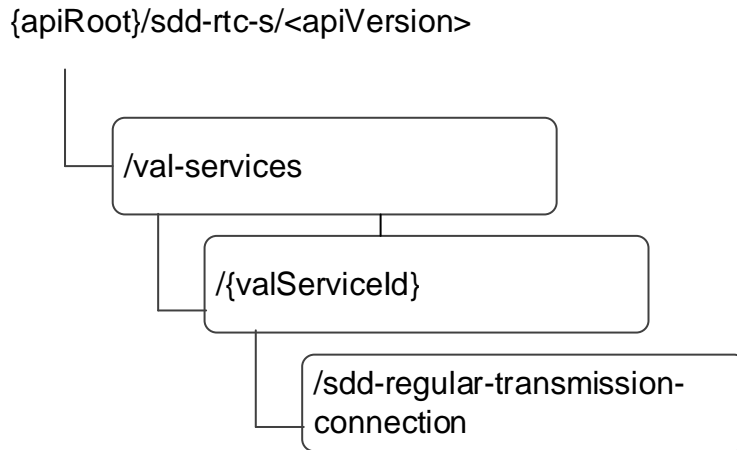 {apiRoot}/sdd-rtc-s/<apiVersion>
/val-services
/{valServiceId}
/sdd-regular-transmission-
connection